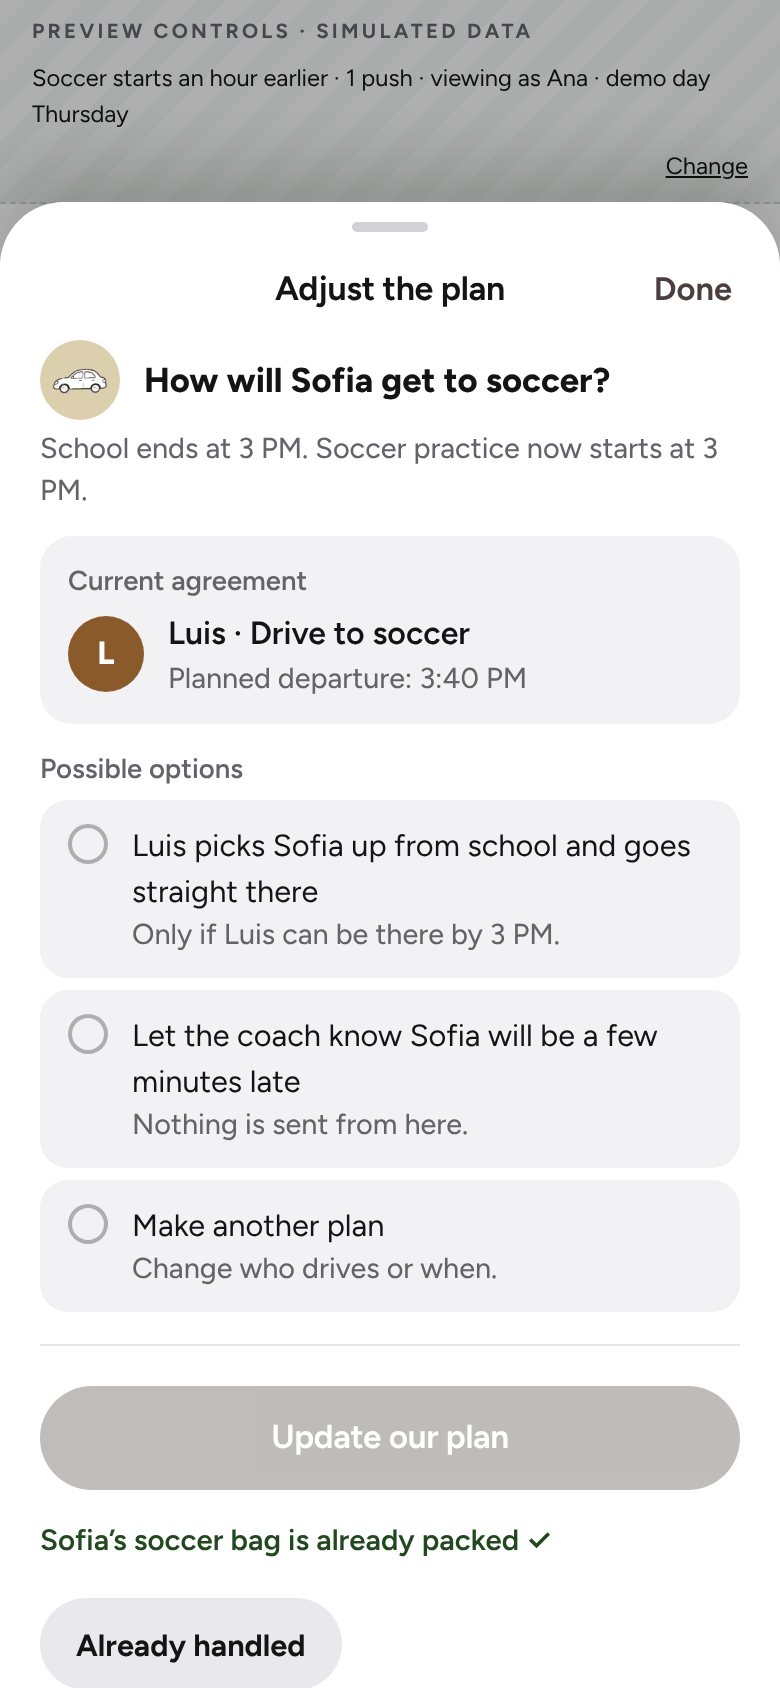 PREVIEW CONTROLS · SIMULATED DATA
Soccer starts an hour earlier · 1 push · viewing as Ana · demo day
Thursday
Change
Adjust the plan
Done
How will Sofia get to soccer?
School ends at 3 PM. Soccer practice now starts at 3
PM.
Current agreement
L
Luis · Drive to soccer
Planned departure: 3:40 PM
Possible options
Luis picks Sofia up from school and goes
straight there
Only if Luis can be there by 3 PM.
Let the coach know Sofia will be a few
minutes late
Nothing is sent from here.
Make another plan
Change who drives or when.
Update our plan
Sofia’s soccer bag is already packed ✓
Already handled